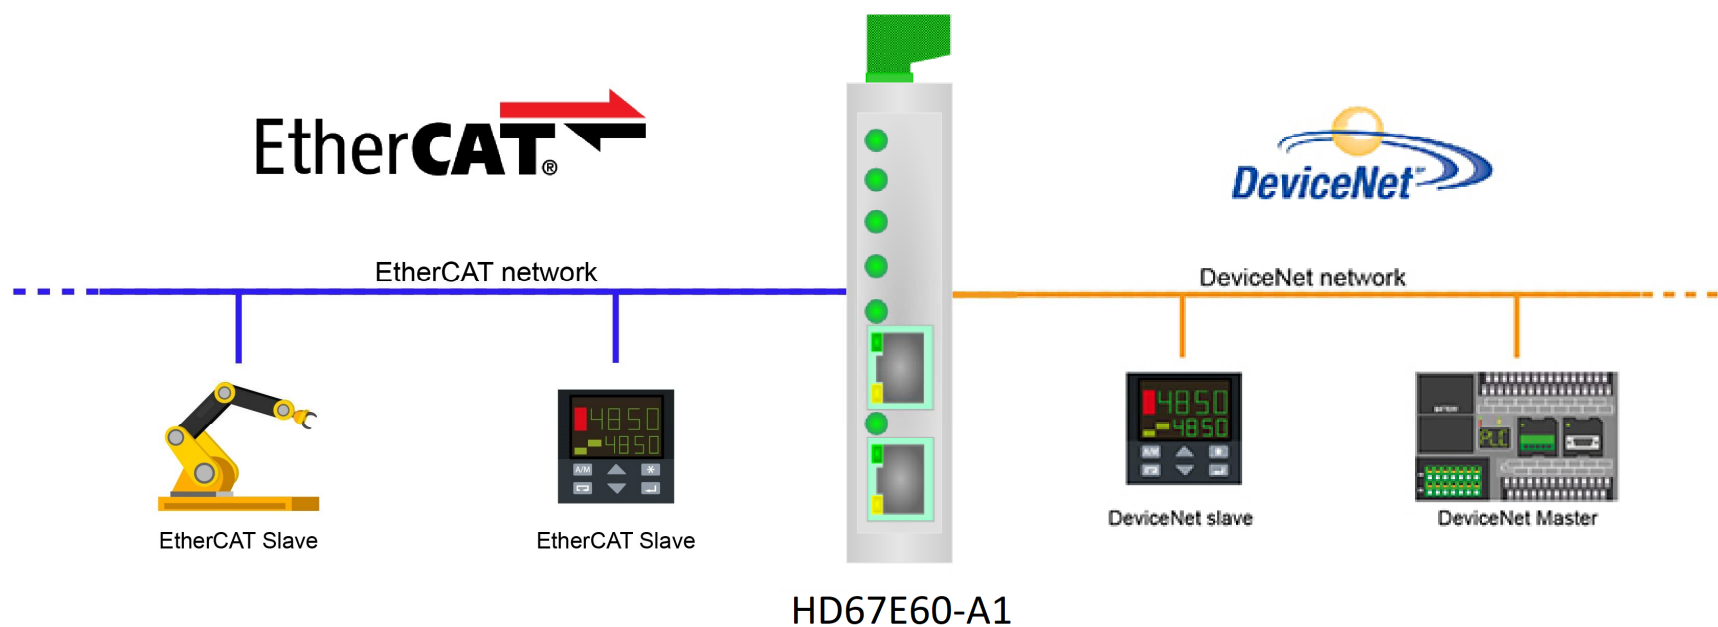 EtherCAT®
DeviceNet
EtherCAT network
DeviceNet network
4850
4850
A/M
4850
4850
A/M
PLC
EtherCAT Slave
EtherCAT Slave
DeviceNet slave
DeviceNet Master
HD67E60-A1